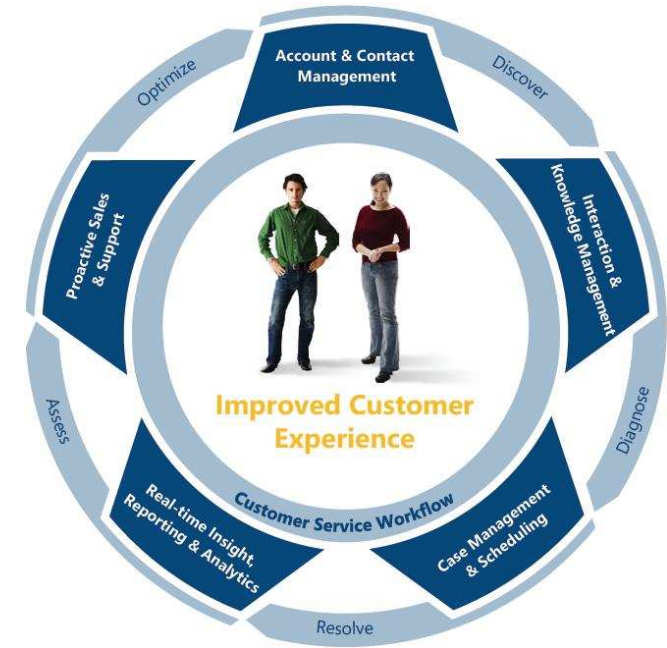 Account & Contact
Management
Discover
Interaction &
Knowledge Management
Diagnose
Case Management
& Scheduling
Resolve
Real-time Insight,
Reporting & Analytics
Assess
Proactive Sales
& Support
Optimize
Improved Customer
Experience
Customer Service Workflow